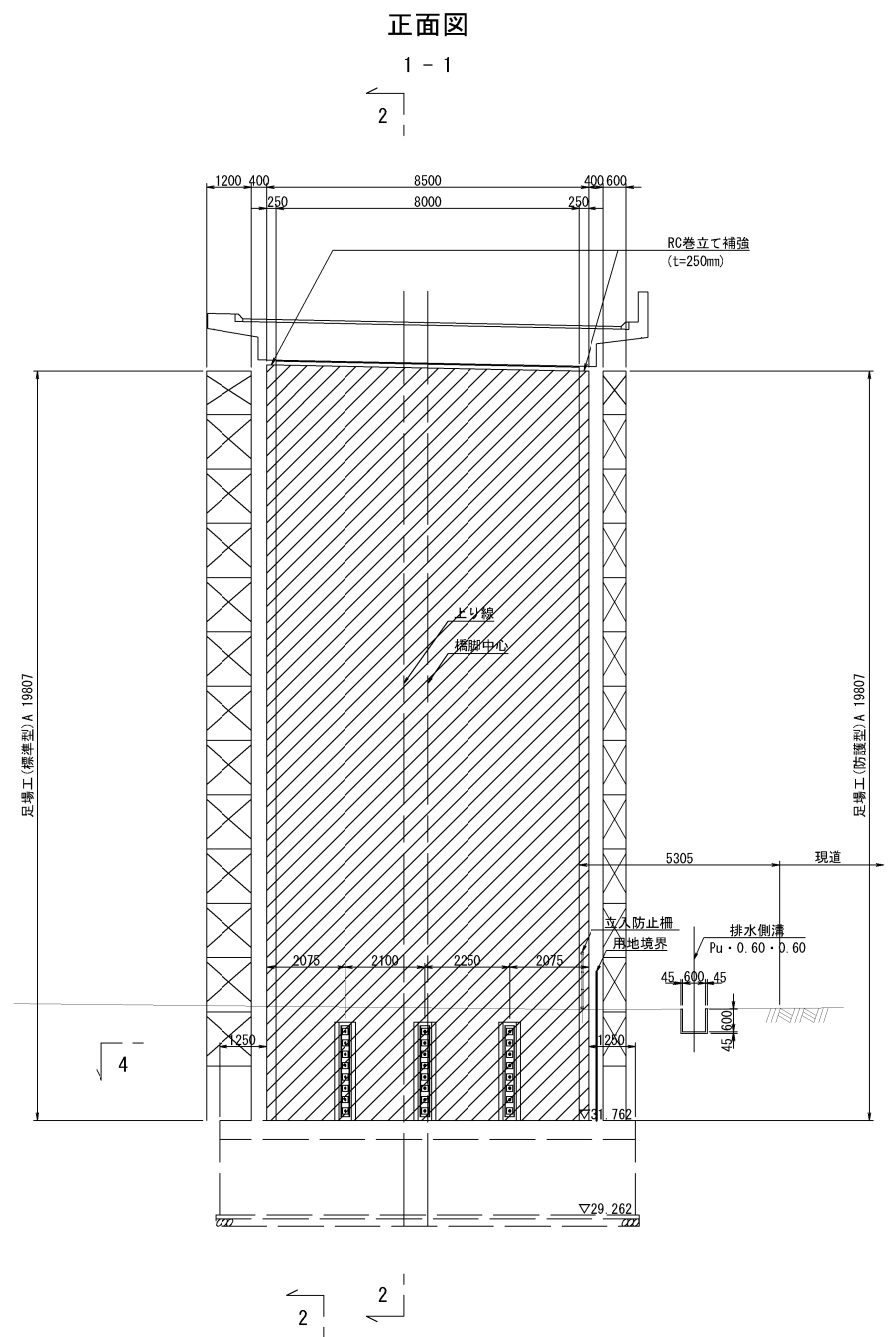 正面図
1 - 1
2
1200 400 8500 400 600
250 8000 250
RC巻立て補強
(t=250mm)
上り線
橋脚中心
足場工(標準型)A 19807
足場工(防護型)A 19807
5305 現道
立入防止柵
用地境界
排水側溝
Pu・0.60・0.60
2075 2100 2250 2075
45 600 45
600
45
1250 1250
4
▽31.762
▽29.262
2
2